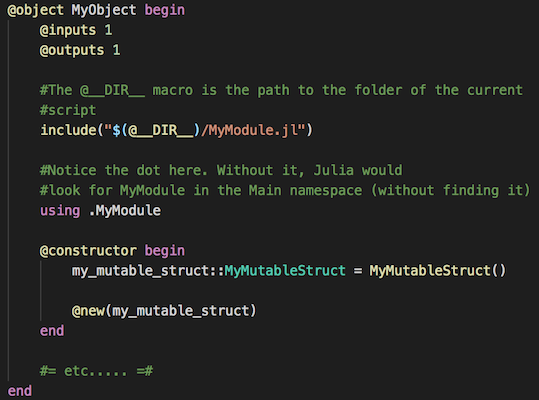 @object MyObject begin
    @inputs 1
    @outputs 1

    #The @__DIR__ macro is the path to the folder of the current
    #script
    include("$(@__DIR__)/MyModule.jl")

    #Notice the dot here. Without it, Julia would
    #look for MyModule in the Main namespace (without finding it)
    using .MyModule

    @constructor begin
        my_mutable_struct::MyMutableStruct = MyMutableStruct()

        @new(my_mutable_struct)
    end

    #= etc..... =#
end